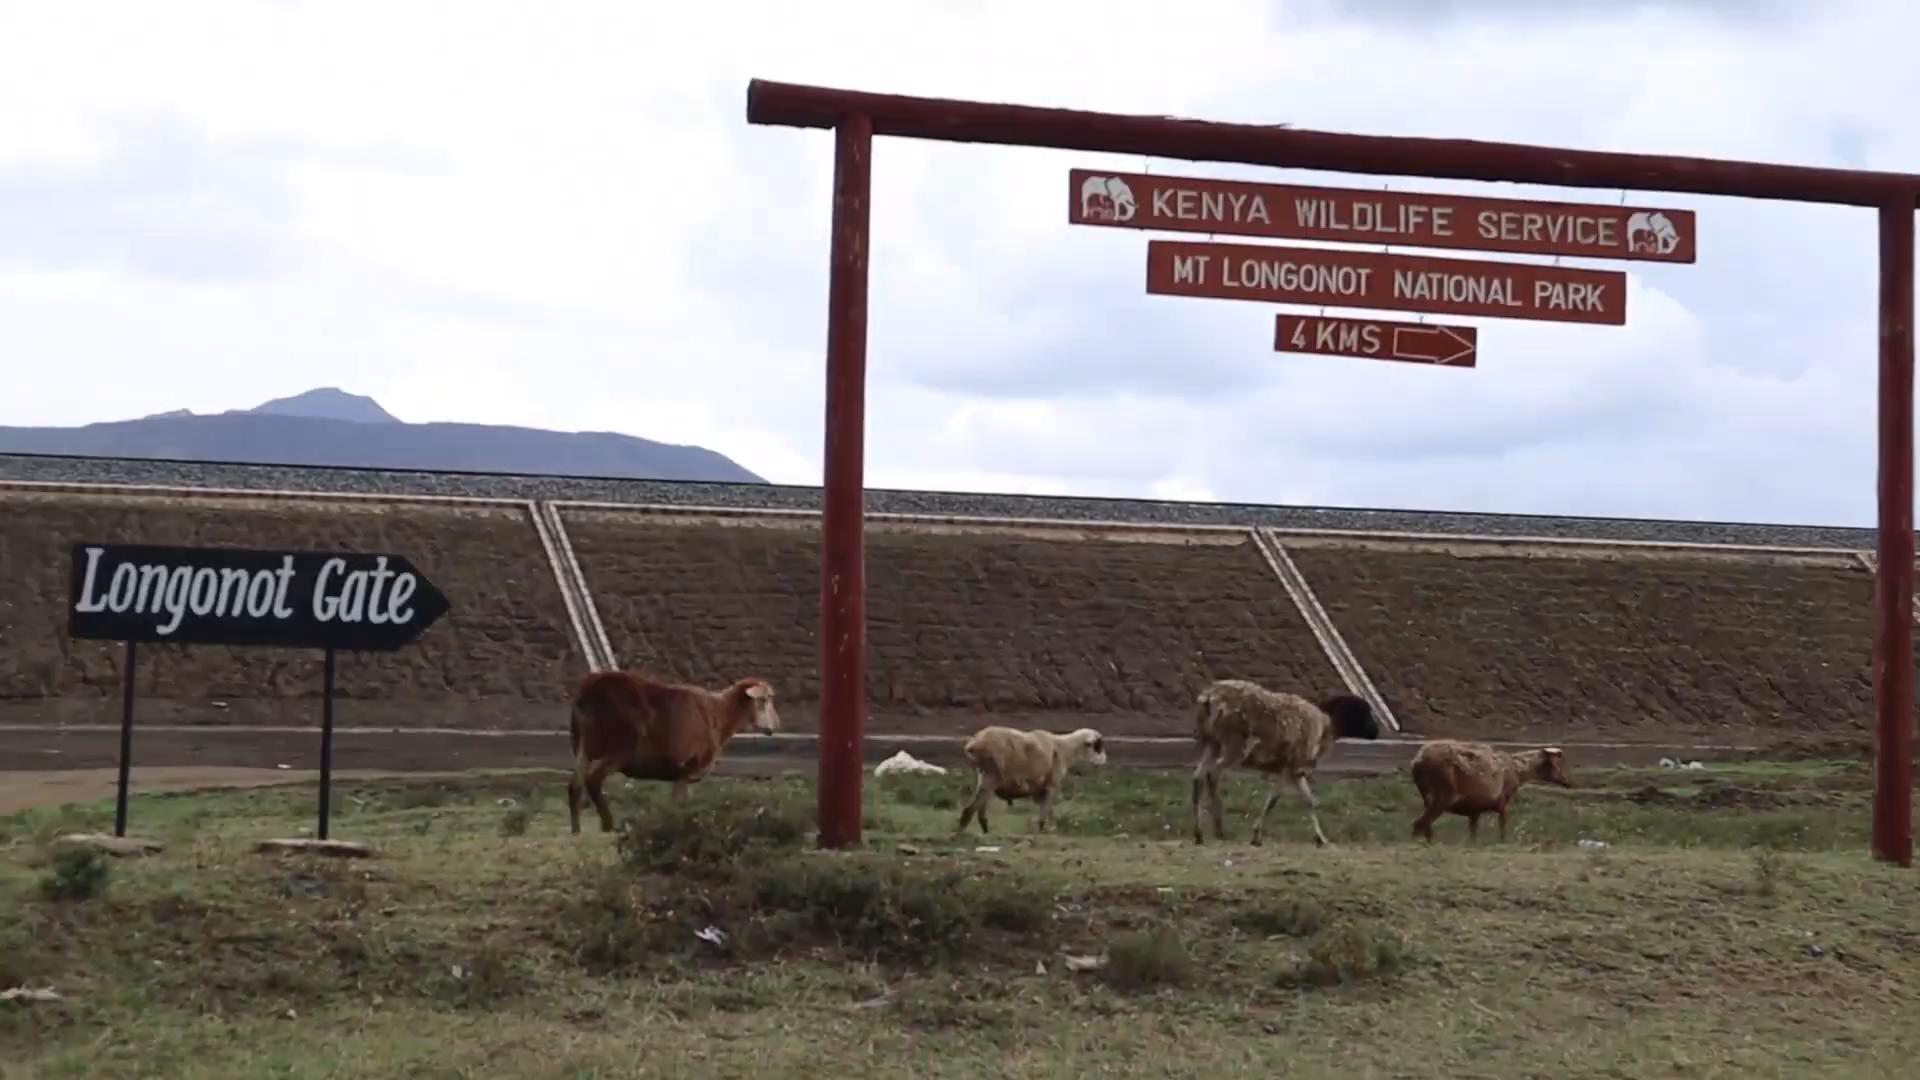 KENYA WILDLIFE SERVICE
MT LONGONOT NATIONAL PARK
4 KMS
Longonot Gate